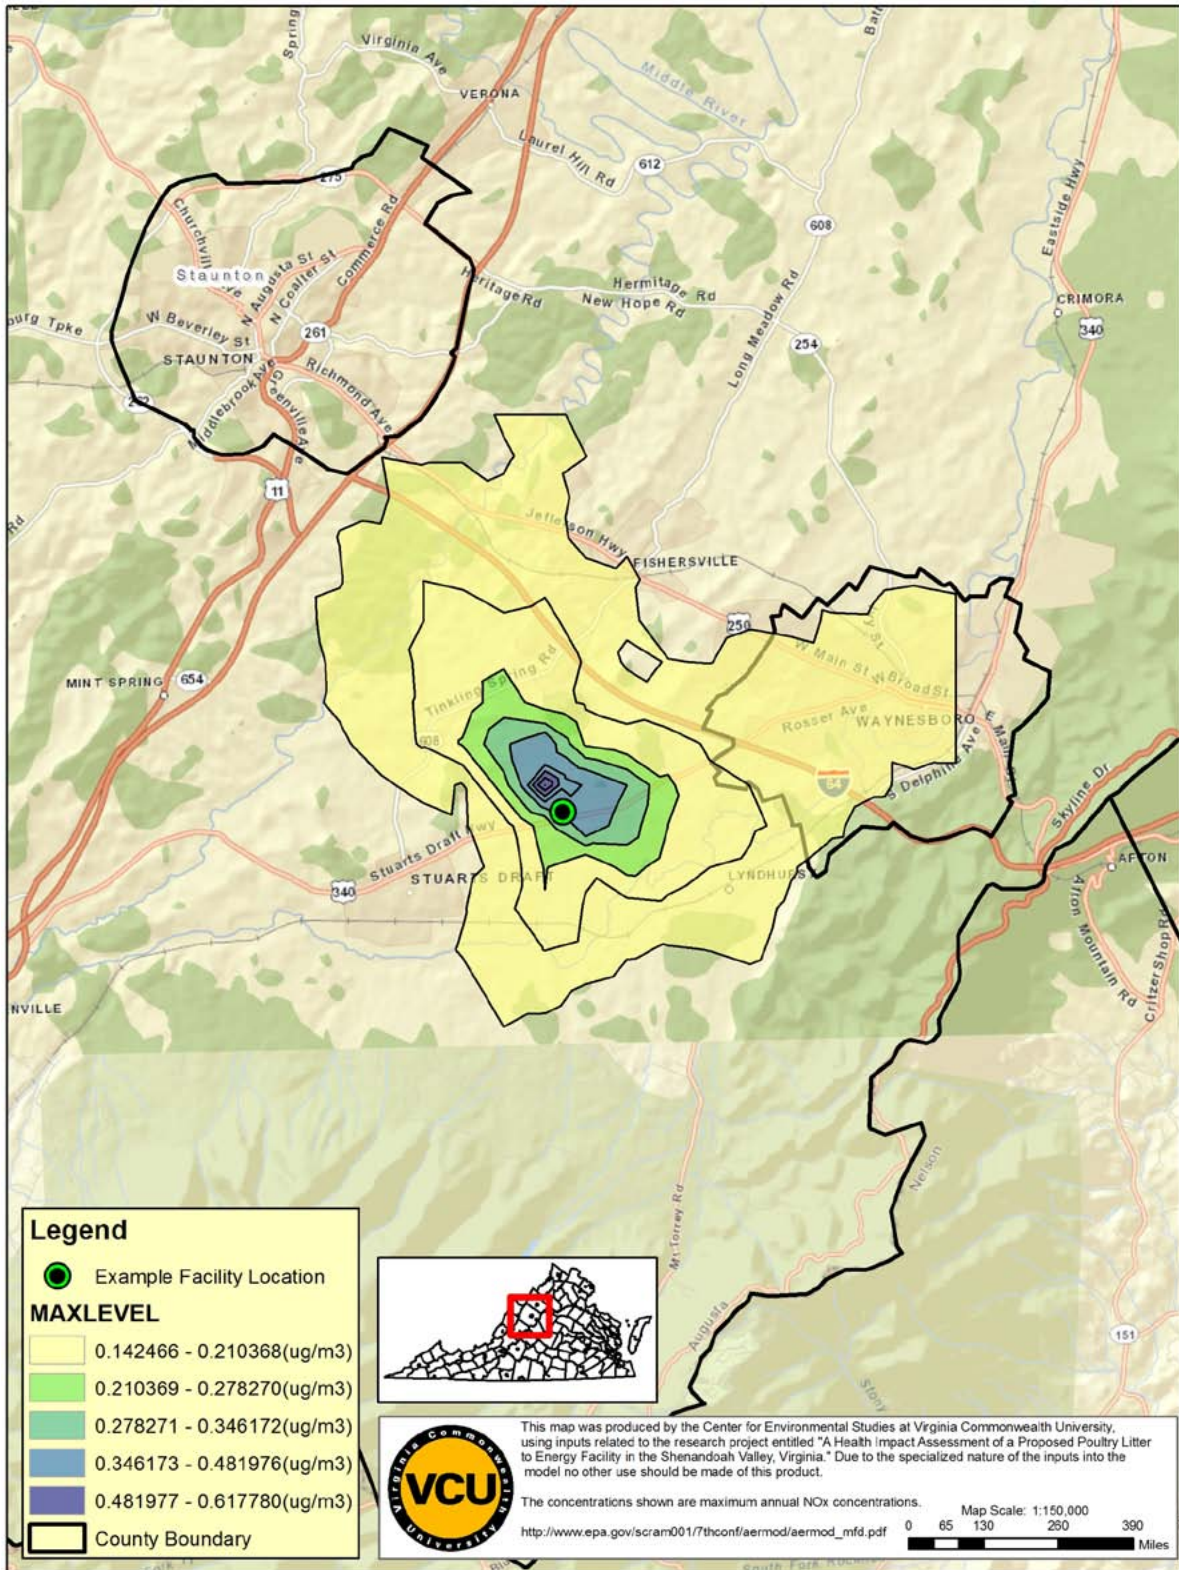 Virginia Ave
VERONA
Middle River
Laurel Hill Rd
612
608
Eastside Hwy
275
Churchville Ave
Commerce Rd
Staunton
N Augusta St
N Coalter St
Heritage Rd
Hermitage Rd
New Hope Rd
Long Meadow Rd
CRIMORA
340
254
W Beverley St
261
STAUNTON
Richmond Ave
Middlebrook Ave
Greenville Ave
11
Jefferson Hwy
FISHERSVILLE
250
W Main St
N Broad St
MINT SPRING
654
Tinkling Spring Rd
608
Rosser Ave
WAYNESBORO
E Main St
64
S Delphine Ave
Skyline Dr
AFTON
Stuarts Draft Hwy
STUARTS DRAFT
340
LYNDHURST
Afton Mountain Rd
Critzer Shop Rd
NVILLE
Nelson
Mt Torrey Rd
Augusta
Stony
151
Legend
Example Facility Location
MAXLEVEL
0.142466 - 0.210368(ug/m3)
0.210369 - 0.278270(ug/m3)
0.278271 - 0.346172(ug/m3)
0.346173 - 0.481976(ug/m3)
0.481977 - 0.617780(ug/m3)
County Boundary
Virginia Commonwealth University
VCU
This map was produced by the Center for Environmental Studies at Virginia Commonwealth University,
using inputs related to the research project entitled "A Health Impact Assessment of a Proposed Poultry Litter
to Energy Facility in the Shenandoah Valley, Virginia." Due to the specialized nature of the inputs into the
model no other use should be made of this product.
The concentrations shown are maximum annual NOx concentrations.
http://www.epa.gov/scram001/7thconf/aermod/aermod_mfd.pdf
Map Scale: 1:150,000
0 65 130 260 390
Miles